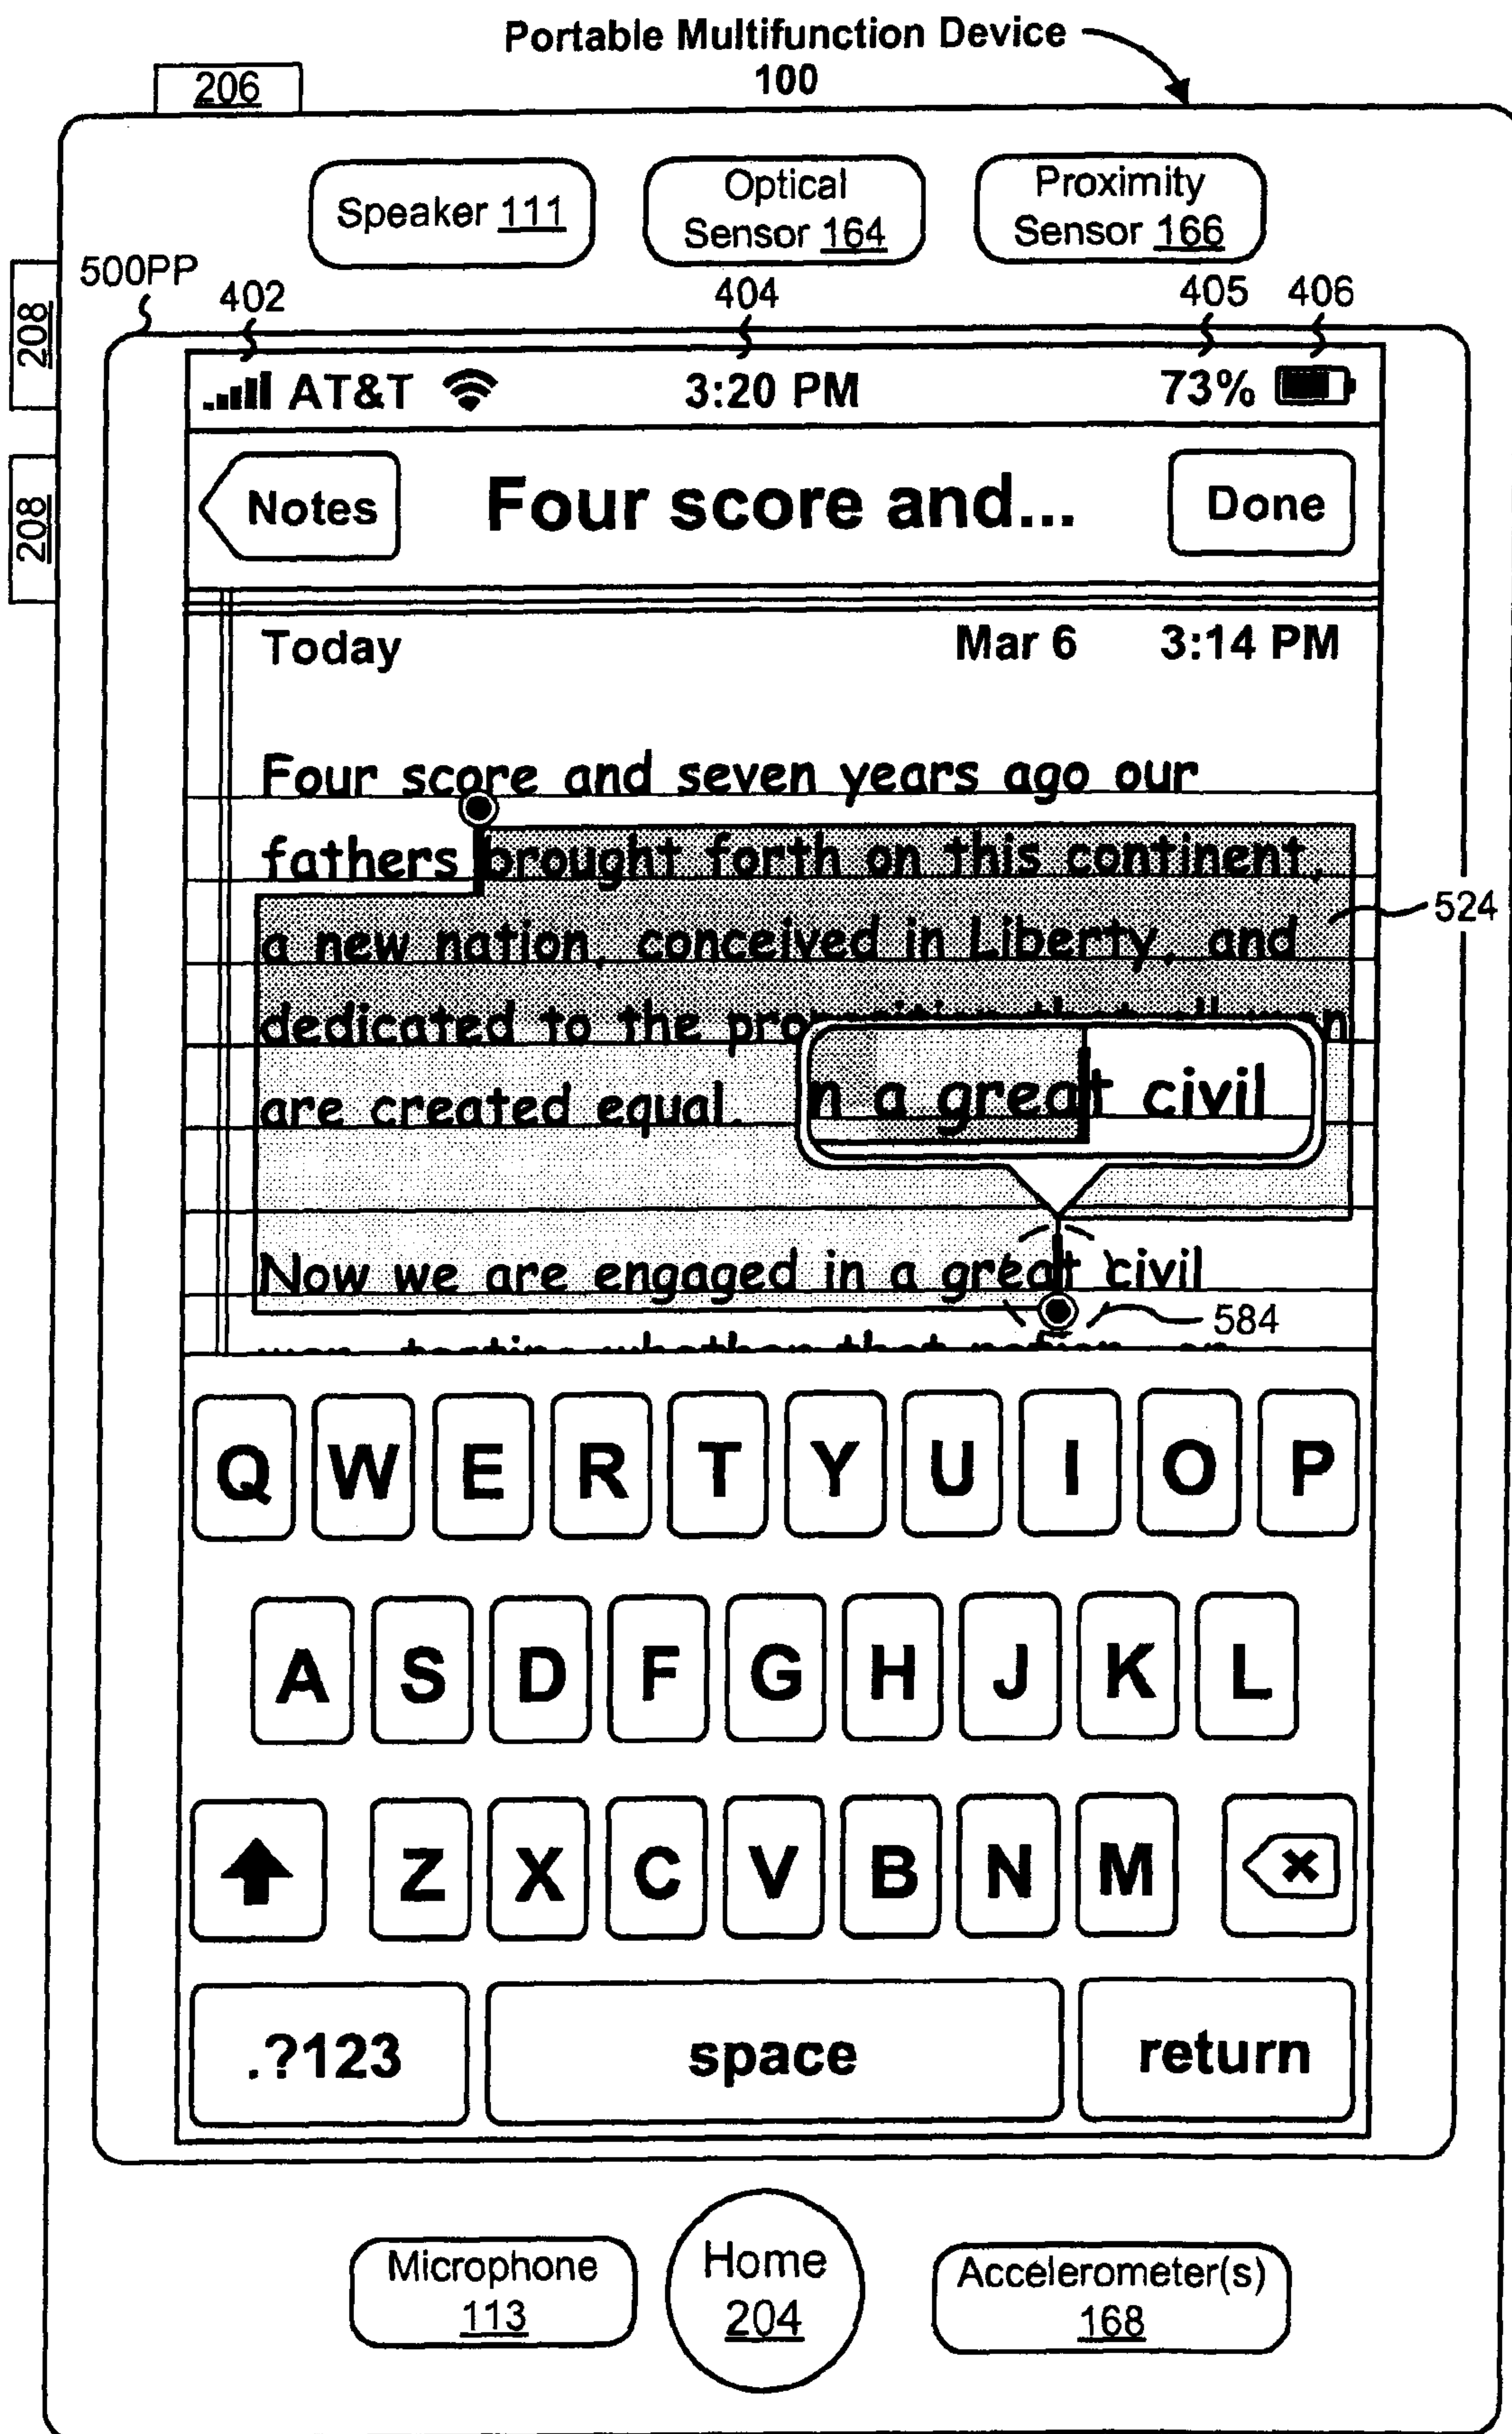 Portable Multifunction Device
100
206
Speaker 111
Optical
Sensor 164
Proximity
Sensor 166
208
208
500PP
402
404
405
406
AT&T 3:20 PM 73%
Notes Four score and... Done
Today Mar 6 3:14 PM
Four score and seven years ago our
fathers brought forth on this continent,
a new nation, conceived in Liberty, and
524
dedicated to the
are created equal.
n a great civil
Now we are engaged in a great civil
584
Q W E R T Y U I O P
A S D F G H J K L
Z X C V B N M
.?123 space return
Microphone
113
Home
204
Accelerometer(s)
168